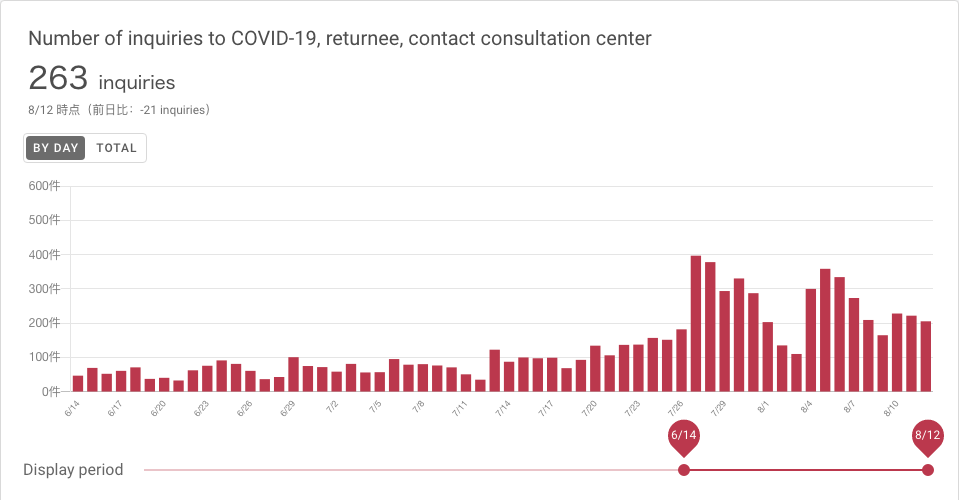 Number of inquiries to COVID-19, returnee, contact consultation center
263 inquiries
8/12 時点（前日比：-21 inquiries）
BY DAY TOTAL
600件
500件
400件
300件
200件
100件
0件
6/14 6/17 6/20 6/23 6/26 6/29 7/2 7/5 7/8 7/11 7/14 7/17 7/20 7/23 7/26 7/29 8/1 8/4 8/7 8/10
6/14 8/12
Display period